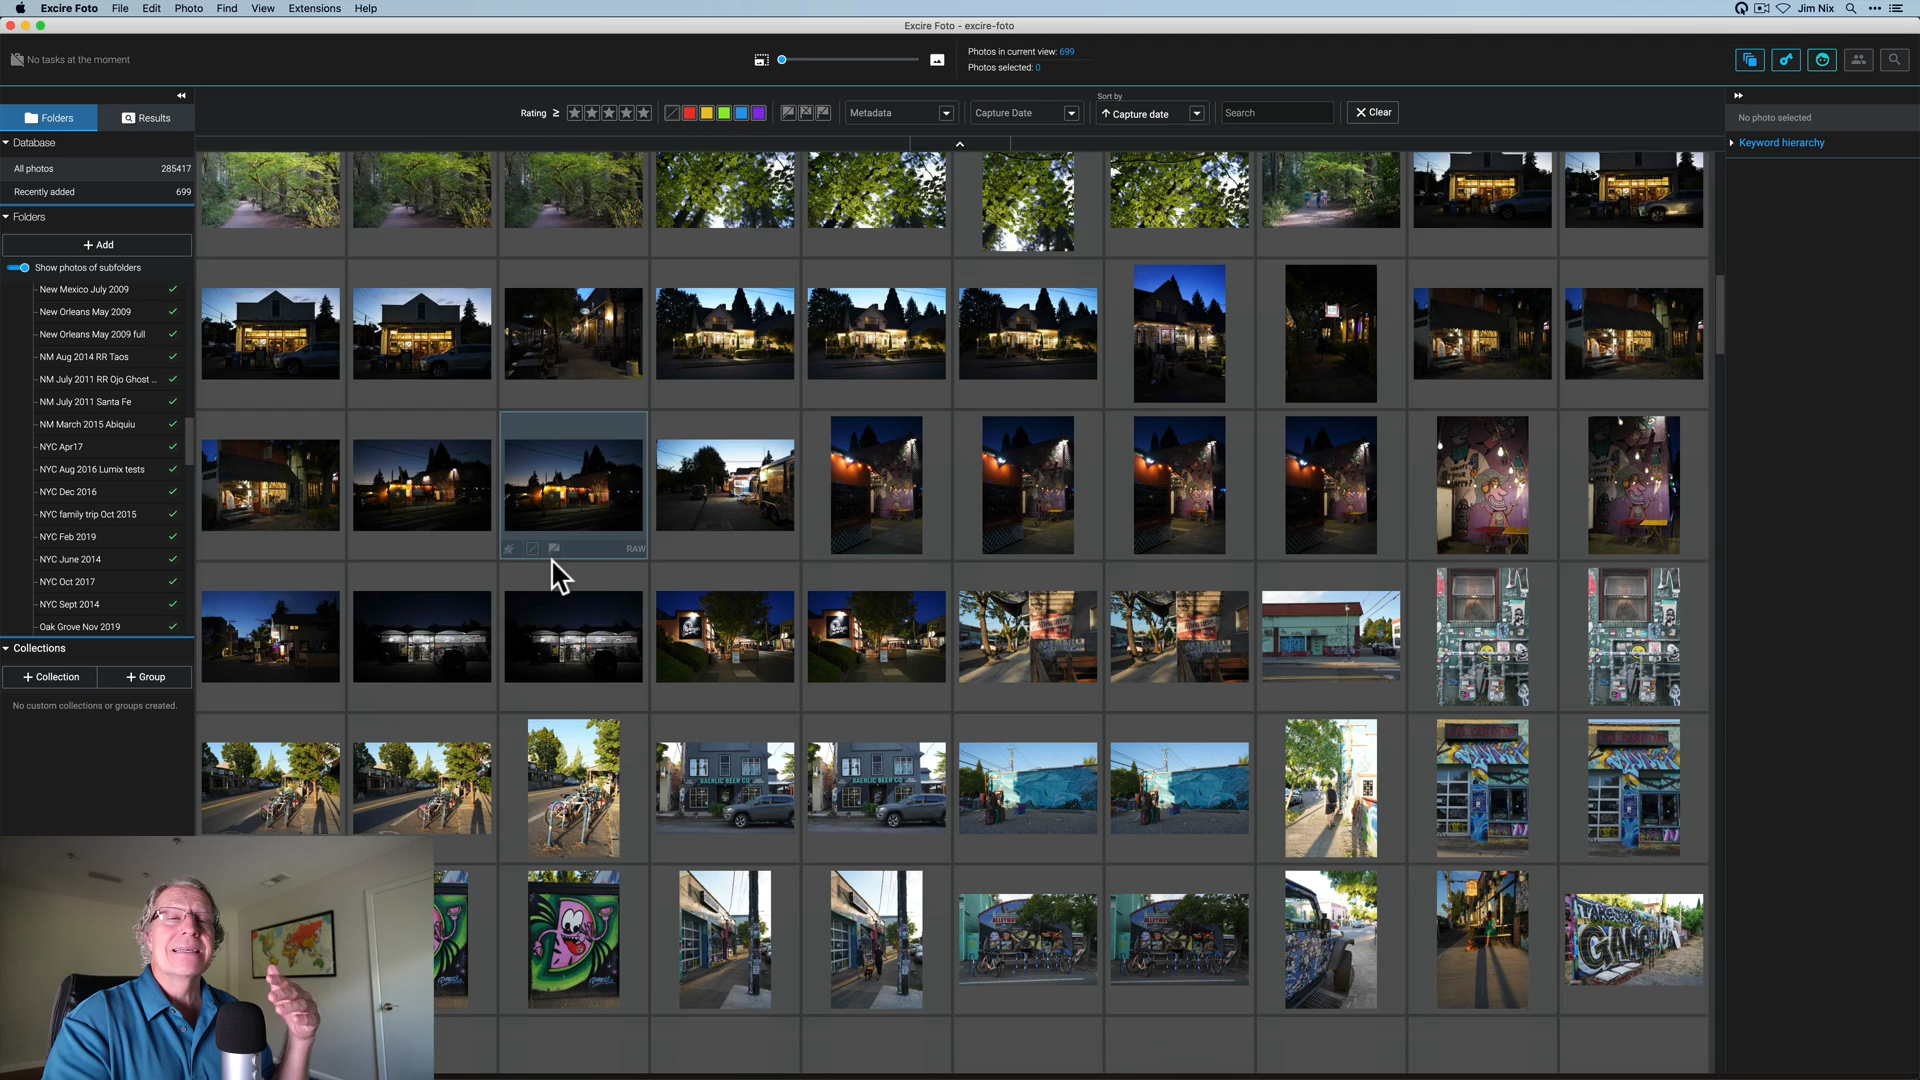 Excire Foto File Edit Photo Find View Extensions Help
Jim Nix
Excire Foto - excire-foto
No tasks at the moment
Photos in current view: 699
Photos selected: 0
Folders Results
Rating ≥
Metadata
Capture Date
Sort by
Capture date
Search
Clear
No photo selected
Keyword hierarchy
Database
All photos 285417
Recently added 699
Folders
+ Add
Show photos of subfolders
New Mexico July 2009
New Orleans May 2009
New Orleans May 2009 full
NM Aug 2014 RR Taos
NM July 2011 RR Ojo Ghost ...
NM July 2011 Santa Fe
NM March 2015 Abiquiu
NYC Apr17
NYC Aug 2016 Lumix tests
NYC Dec 2016
NYC family trip Oct 2015
NYC Feb 2019
NYC June 2014
NYC Oct 2017
NYC Sept 2014
Oak Grove Nov 2019
RAW
Collections
+ Collection + Group
No custom collections or groups created.
BAERLIC BEER CO
BAERLIC BEER CO